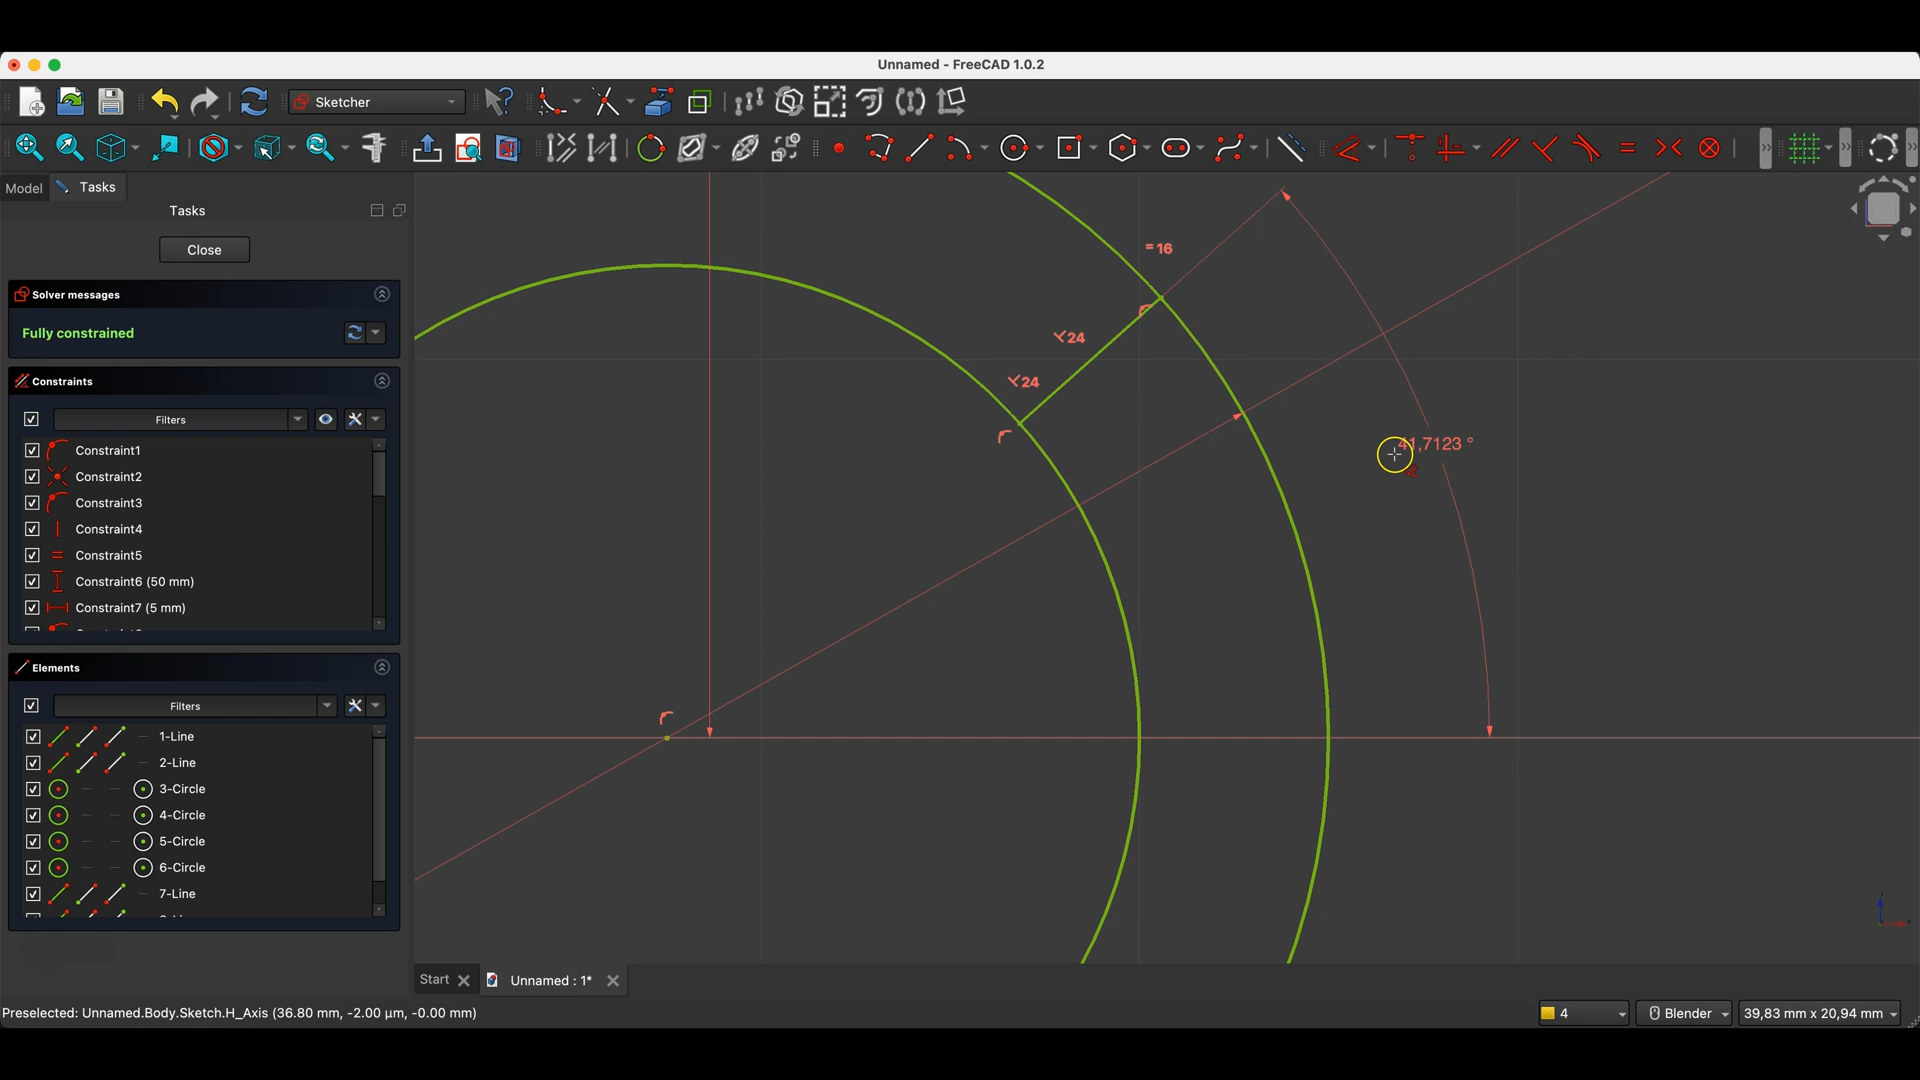 Unnamed - FreeCAD 1.0.2
Sketcher
Model
Tasks
Tasks
Close
Solver messages
Fully constrained
Constraints
Filters
Constraint1
Constraint2
Constraint3
Constraint4
Constraint5
Constraint6 (50 mm)
Constraint7 (5 mm)
Elements
Filters
1-Line
2-Line
3-Circle
4-Circle
5-Circle
6-Circle
7-Line
=16
24
24
41,7123 °
Start
Unnamed : 1*
Preselected: Unnamed.Body.Sketch.H_Axis (36.80 mm, -2.00 µm, -0.00 mm)
4
Blender
39,83 mm x 20,94 mm